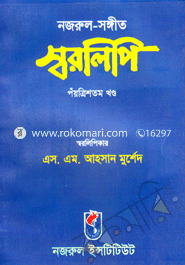 নজরুল-সঙ্গীত
স্বরলিপি
পঁয়ত্রিশতম খণ্ড
www.rokomari.com 16297
স্বরলিপিকার
এস. এম. আহসান মুর্শেদ
নজরুল ইন্সটিটিউট